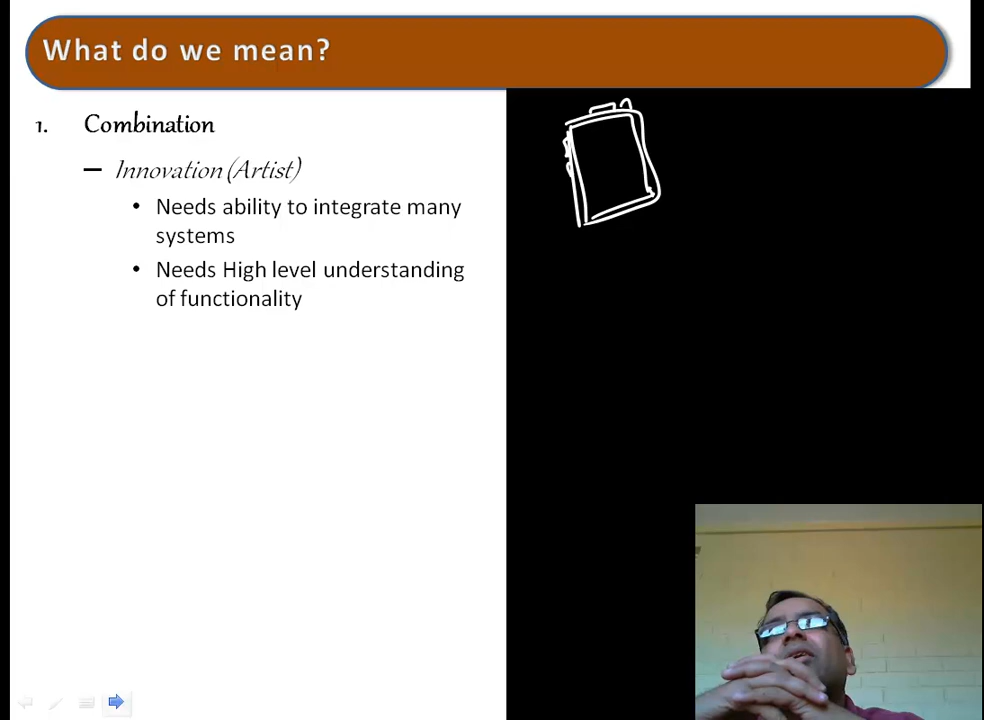 What do we mean?
1. Combination
– Innovation (Artist)
• Needs ability to integrate many
systems
• Needs High level understanding
of functionality